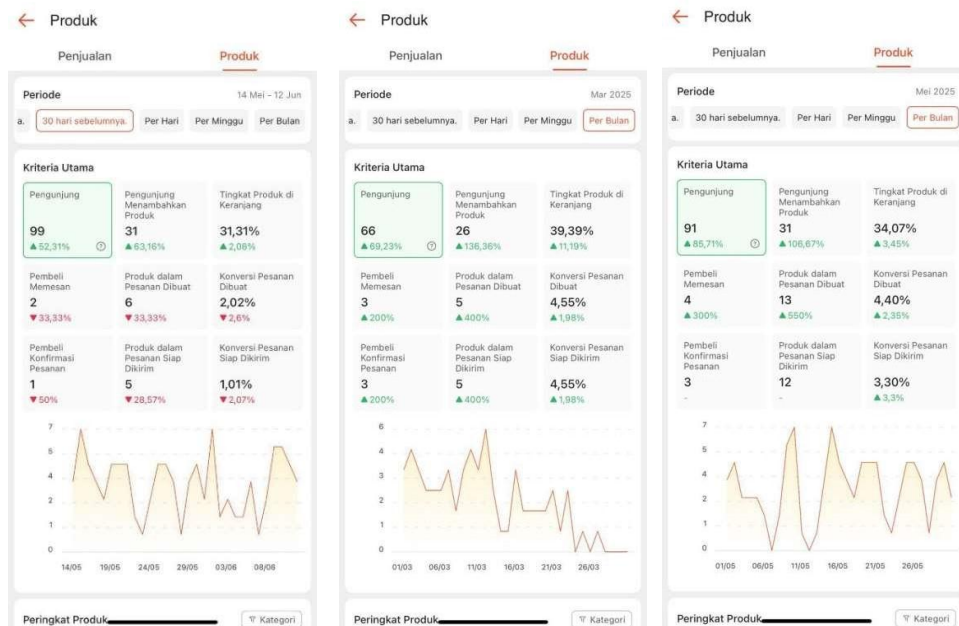 Produk
Penjualan
Produk
Periode
14 Mei - 12 Jun
a.
30 hari sebelumnya.
Per Hari
Per Minggu
Per Bulan
Kriteria Utama
Pengunjung
99
▲52,31%
Pengunjung
Menambahkan
Produk
31
▲63,16%
Tingkat Produk di
Keranjang
31,31%
▲2,08%
Pembeli
Memesan
2
▼33,33%
Produk dalam
Pesanan Dibuat
6
▼33,33%
Konversi Pesanan
Dibuat
2,02%
▼2,6%
Pembeli
Konfirmasi
Pesanan
1
▼50%
Produk dalam
Pesanan Siap
Dikirim
5
▼28,57%
Konversi Pesanan
Siap Dikirim
1,01%
▼2,07%
7
5
4
2
1
0
14/05 19/05 24/05 29/05 03/06 08/06
Peringkat Produk
Kategori
Produk
Penjualan
Produk
Periode
Mar 2025
a.
30 hari sebelumnya.
Per Hari
Per Minggu
Per Bulan
Kriteria Utama
Pengunjung
66
▲69,23%
Pengunjung
Menambahkan
Produk
26
▲136,36%
Tingkat Produk di
Keranjang
39,39%
▲11,19%
Pembeli
Memesan
3
▲200%
Produk dalam
Pesanan Dibuat
5
▲400%
Konversi Pesanan
Dibuat
4,55%
▲1,98%
Pembeli
Konfirmasi
Pesanan
3
▲200%
Produk dalam
Pesanan Siap
Dikirim
5
▲400%
Konversi Pesanan
Siap Dikirim
4,55%
▲1,98%
6
4
3
2
1
0
01/03 06/03 11/03 16/03 21/03 26/03
Peringkat Produk
Kategori
Produk
Penjualan
Produk
Periode
Mei 2025
a.
30 hari sebelumnya.
Per Hari
Per Minggu
Per Bulan
Kriteria Utama
Pengunjung
91
▲85,71%
Pengunjung
Menambahkan
Produk
31
▲106,67%
Tingkat Produk di
Keranjang
34,07%
▲3,45%
Pembeli
Memesan
4
▲300%
Produk dalam
Pesanan Dibuat
13
▲550%
Konversi Pesanan
Dibuat
4,40%
▲2,35%
Pembeli
Konfirmasi
Pesanan
3
-
Produk dalam
Pesanan Siap
Dikirim
12
-
Konversi Pesanan
Siap Dikirim
3,30%
▲3,3%
7
5
4
2
1
0
01/05 06/05 11/05 16/05 21/05 26/05
Peringkat Produk
Kategori